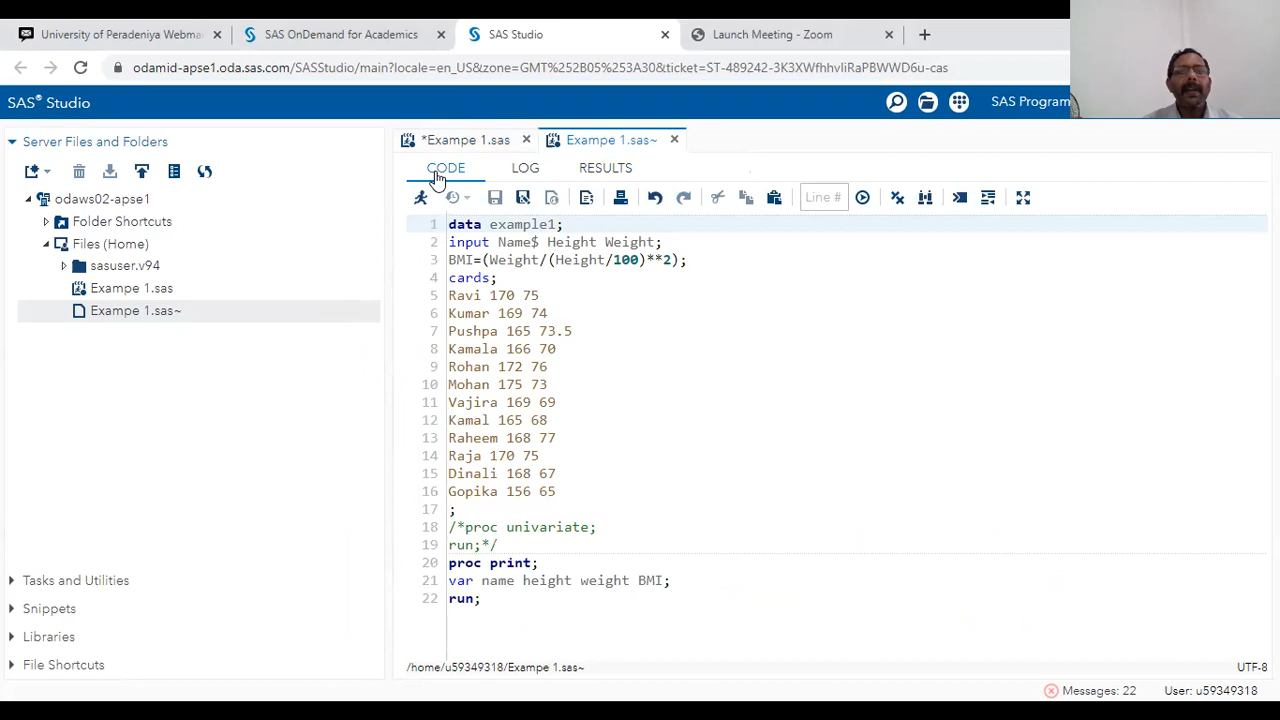 University of Peradeniya Webma
SAS OnDemand for Academics
SAS Studio
Launch Meeting - Zoom
odamid-apse1.oda.sas.com/SASStudio/main?locale=en_US&zone=GMT%252B05%253A30&ticket=ST-489242-3K3XWfhhvIiRaPBWWD6u-cas
SAS® Studio
SAS Program
Server Files and Folders
odaws02-apse1
Folder Shortcuts
Files (Home)
sasuser.v94
Exampe 1.sas
Exampe 1.sas~
Tasks and Utilities
Snippets
Libraries
File Shortcuts
*Exampe 1.sas
Exampe 1.sas~
CODE
LOG
RESULTS
Line #
1 data example1;
2 input Name$ Height Weight;
3 BMI=(Weight/(Height/100)**2);
4 cards;
5 Ravi 170 75
6 Kumar 169 74
7 Pushpa 165 73.5
8 Kamala 166 70
9 Rohan 172 76
10 Mohan 175 73
11 Vajira 169 69
12 Kamal 165 68
13 Raheem 168 77
14 Raja 170 75
15 Dinali 168 67
16 Gopika 156 65
17 ;
18 /*proc univariate;
19 run;*/
20 proc print;
21 var name height weight BMI;
22 run;
/home/u59349318/Exampe 1.sas~
UTF-8
Messages: 22
User: u59349318